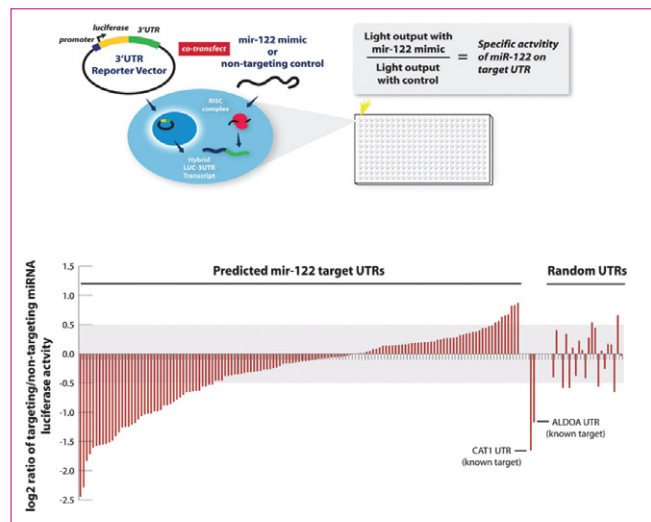 luciferase 3'UTR
promoter
3'UTR
Reporter Vector
co-transfect
mir-122 mimic
or
non-targeting control
RISC
complex
Hybrid
LUC-3UTR
Transcript
Light output with
mir-122 mimic
Light output
with control
=
Specific actvitity
of miR-122 on
target UTR
Predicted mir-122 target UTRs
Random UTRs
log2 ratio of targeting/non-targeting miRNA
luciferase activity
1.5
1.0
0.5
0.0
-0.5
-1.0
-1.5
-2.0
-2.5
ALDOA UTR
(known target)
CAT1 UTR
(known target)